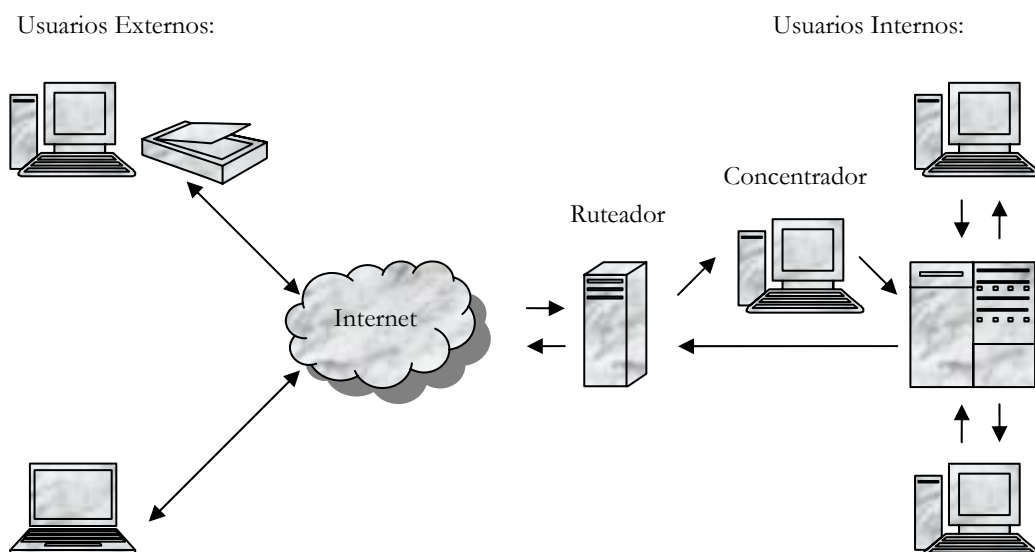 Usuarios Externos:
Usuarios Internos:
Concentrador
Ruteador
Internet